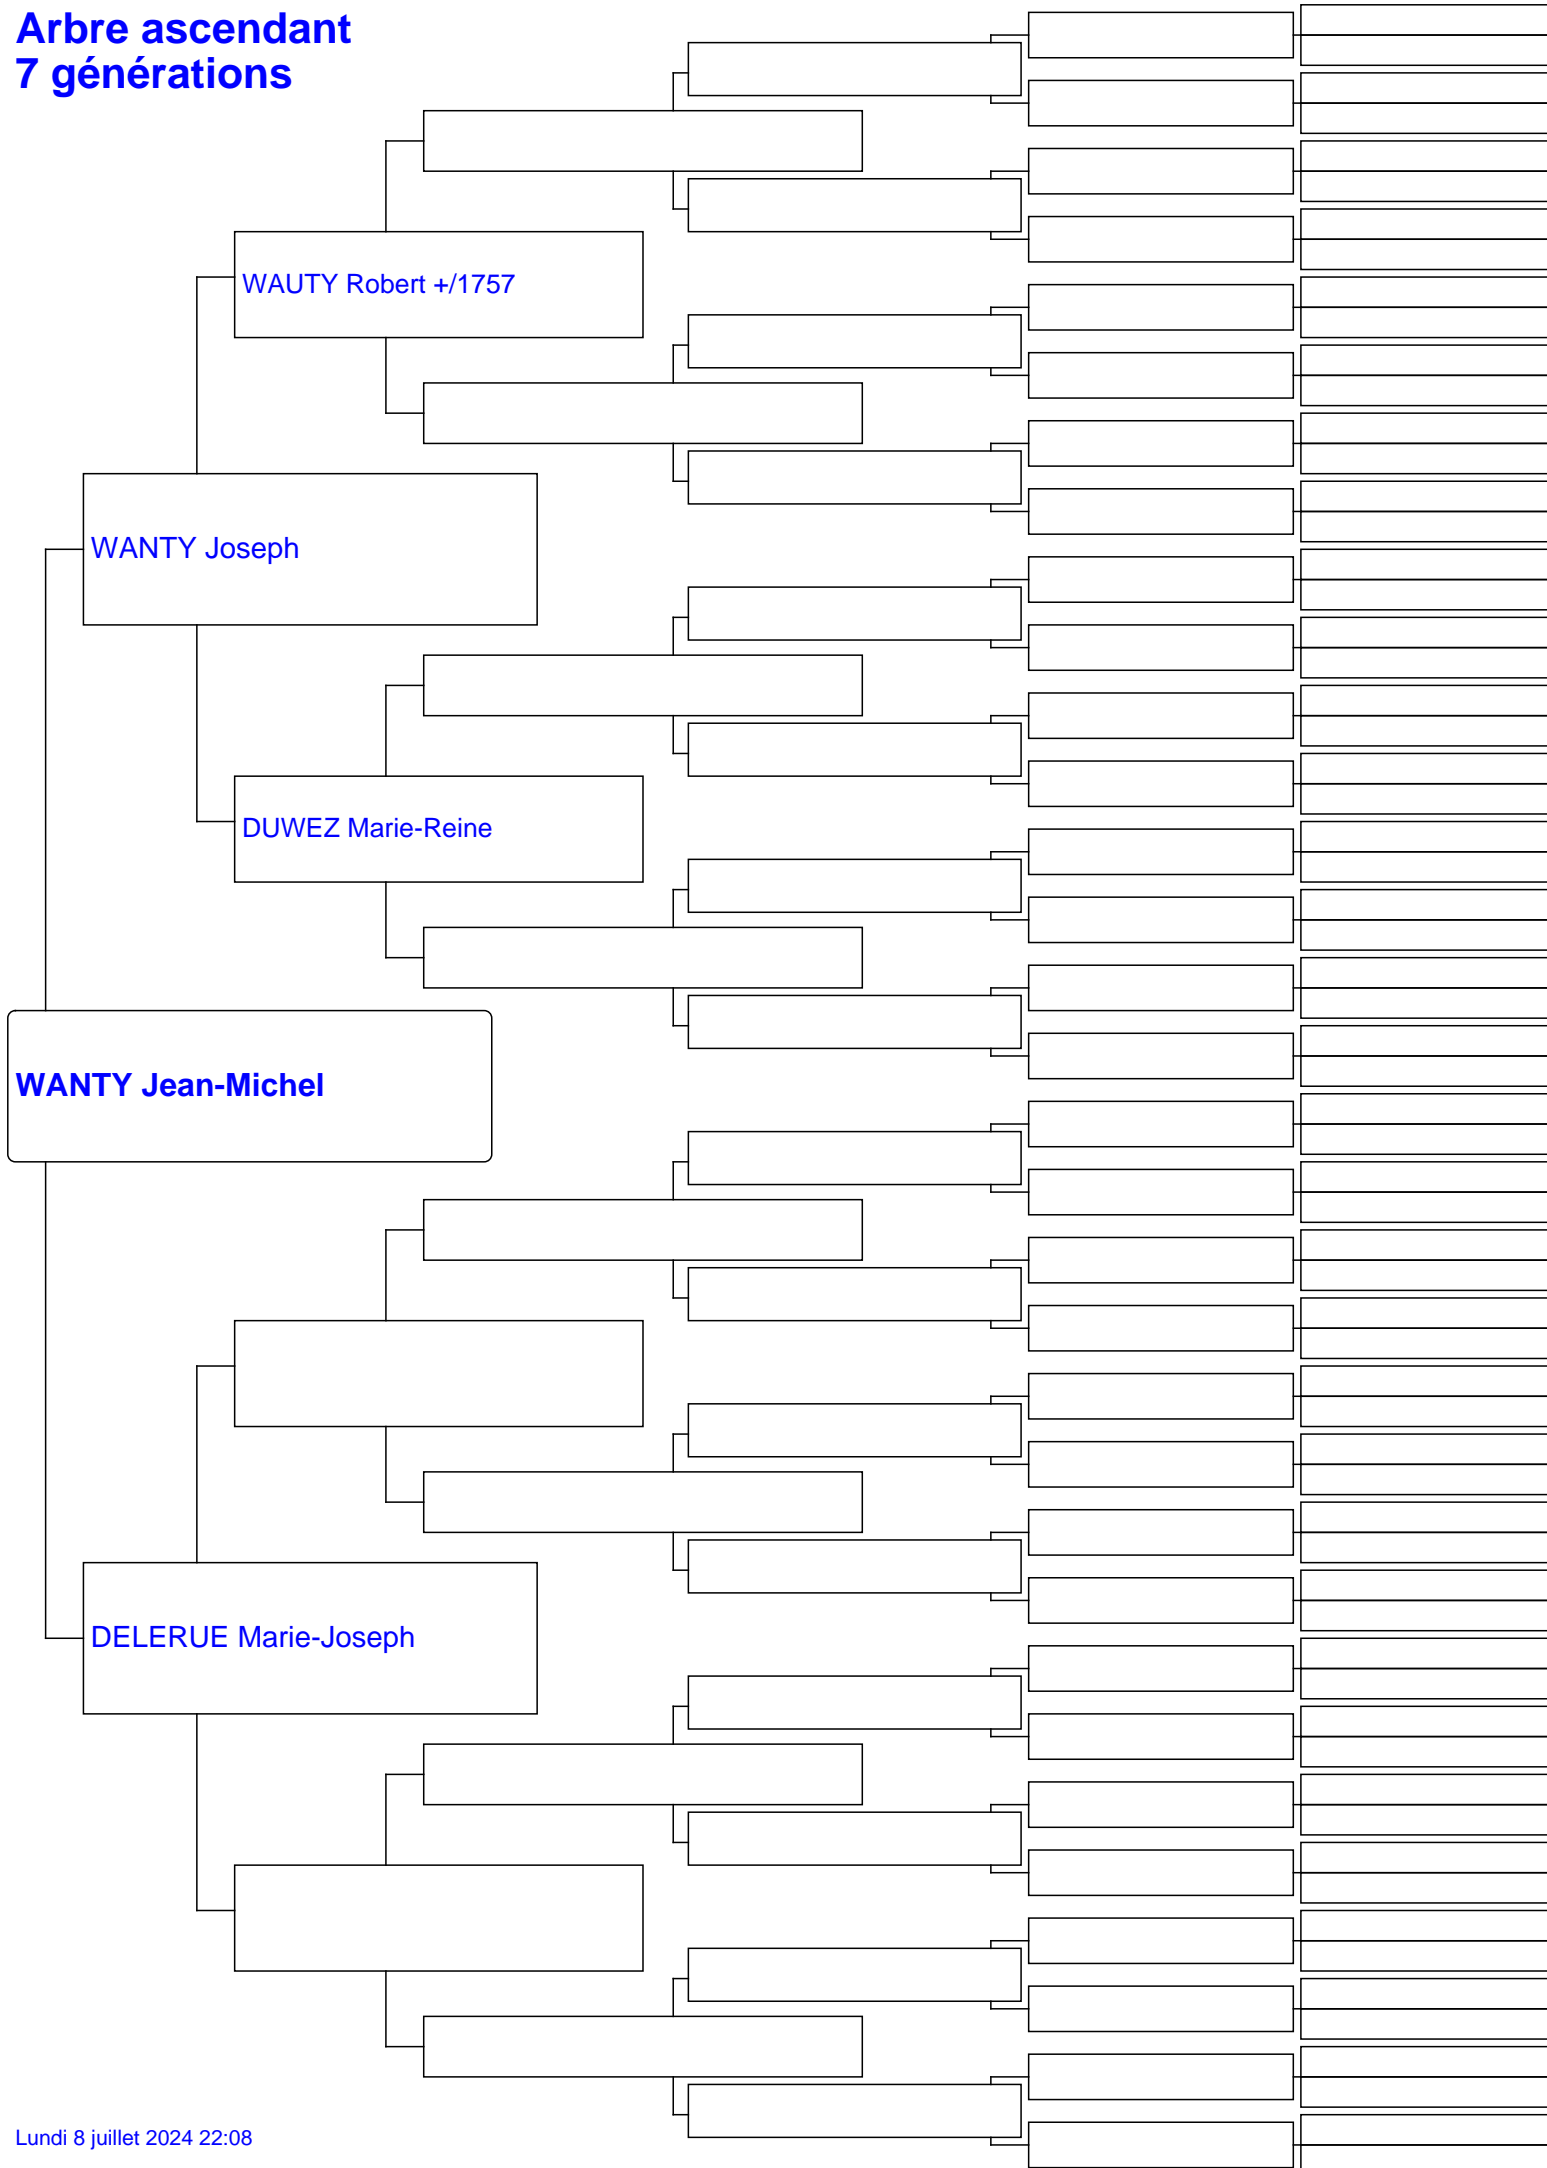 Arbre ascendant
7 générations
WAUTY Robert +/1757
WANTY Joseph
DUWEZ Marie-Reine
WANTY Jean-Michel
DELERUE Marie-Joseph
Lundi 8 juillet 2024 22:08